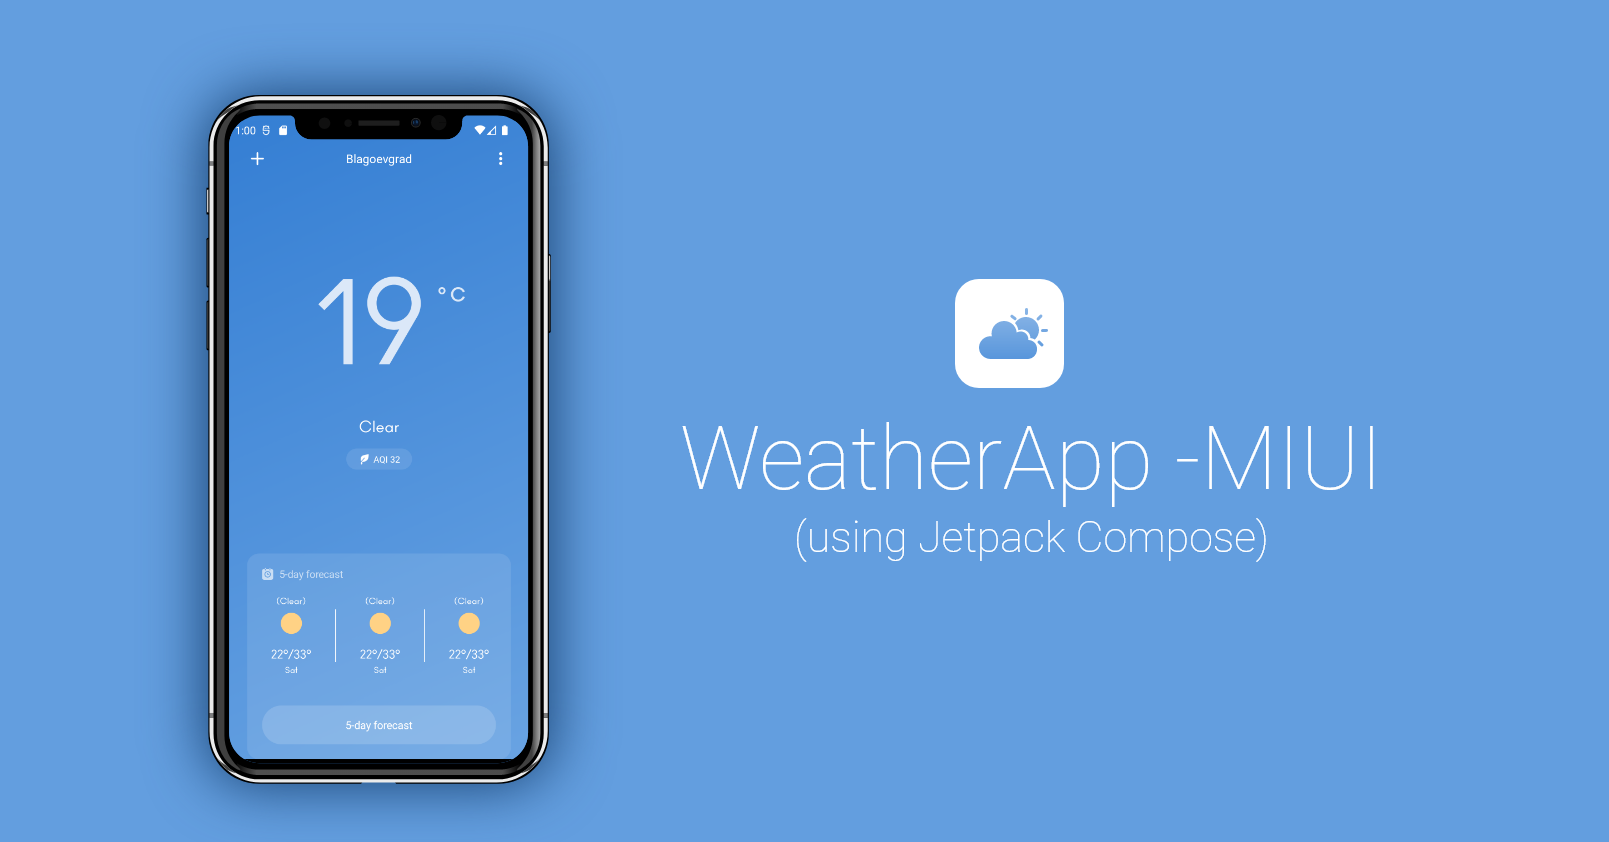 1:00
Blagoevgrad
19 °C
Clear
AQI 32
5-day forecast
(Clear) (Clear) (Clear)
22°/33° 22°/33° 22°/33°
Sat Sat Sat
5-day forecast
WeatherApp -MIUI
(using Jetpack Compose)